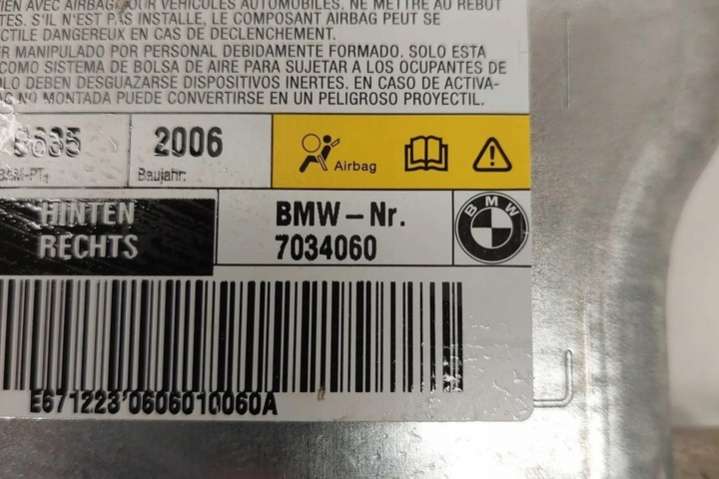 AVEC AIRBAG POUR VÉHICULES AUTOMOBILES. NE METTRE AU REBUT
S'IL N'EST PAS INSTALLE, LE COMPOSANT AIRBAG PEUT SE
DANGEREUX EN CAS DE DECLENCHEMENT.
MANIPULADO POR PERSONAL DEBIDAMENTE FORMADO. SOLO ESTA
COMO SISTEMA DE BOLSA DE AIRE PARA SUJETAR A LOS OCUPANTES DE
DEBEN DESGUAZARSE DISPOSITIVOS INERTES. EN CASO DE ACTIVA-
NO MONTADA PUEDE CONVERTIRSE EN UN PELIGROSO PROYECTIL.
2006
Baujahr:
Airbag
HINTEN
RECHTS
BMW-Nr.
7034060
BMW
E671223 0606010060A